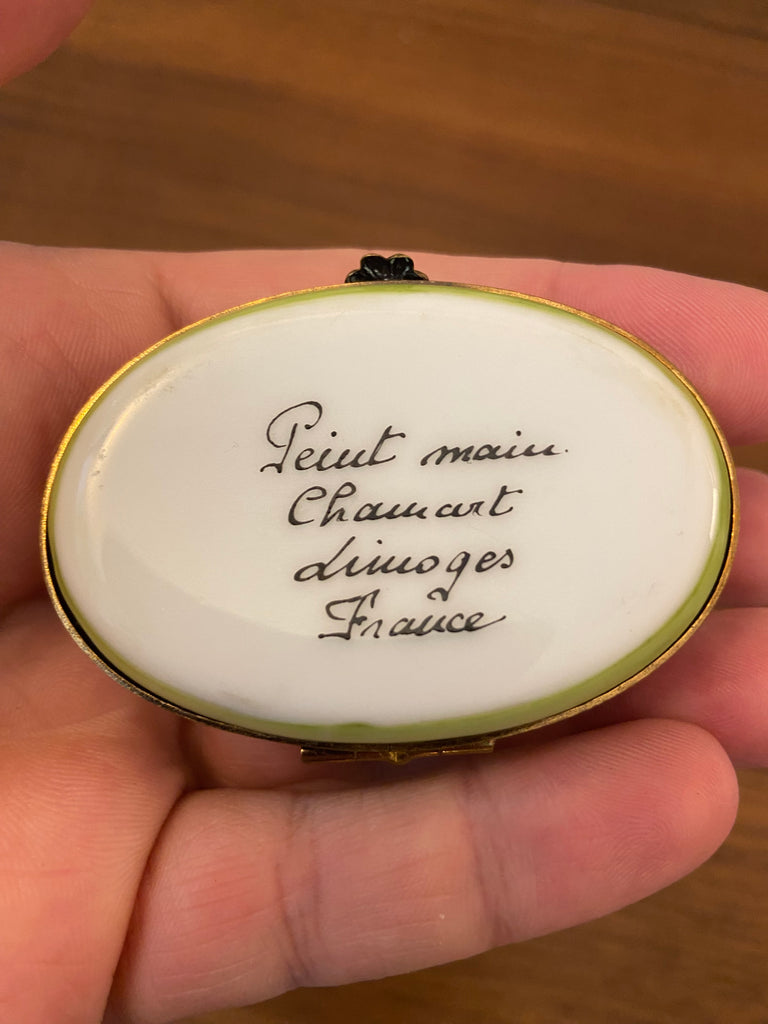 Peint main
Chamart
Limoges
France